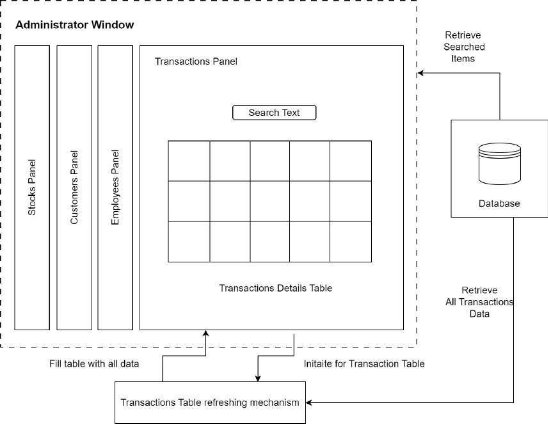 Administrator Window
Stocks Panel
Customers Panel
Employees Panel
Transactions Panel
Search Text
Transactions Details Table
Retrieve
Searched
Items
Database
Retrieve
All Transactions
Data
Fill table with all data
Initaite for Transaction Table
Transactions Table refreshing mechanism